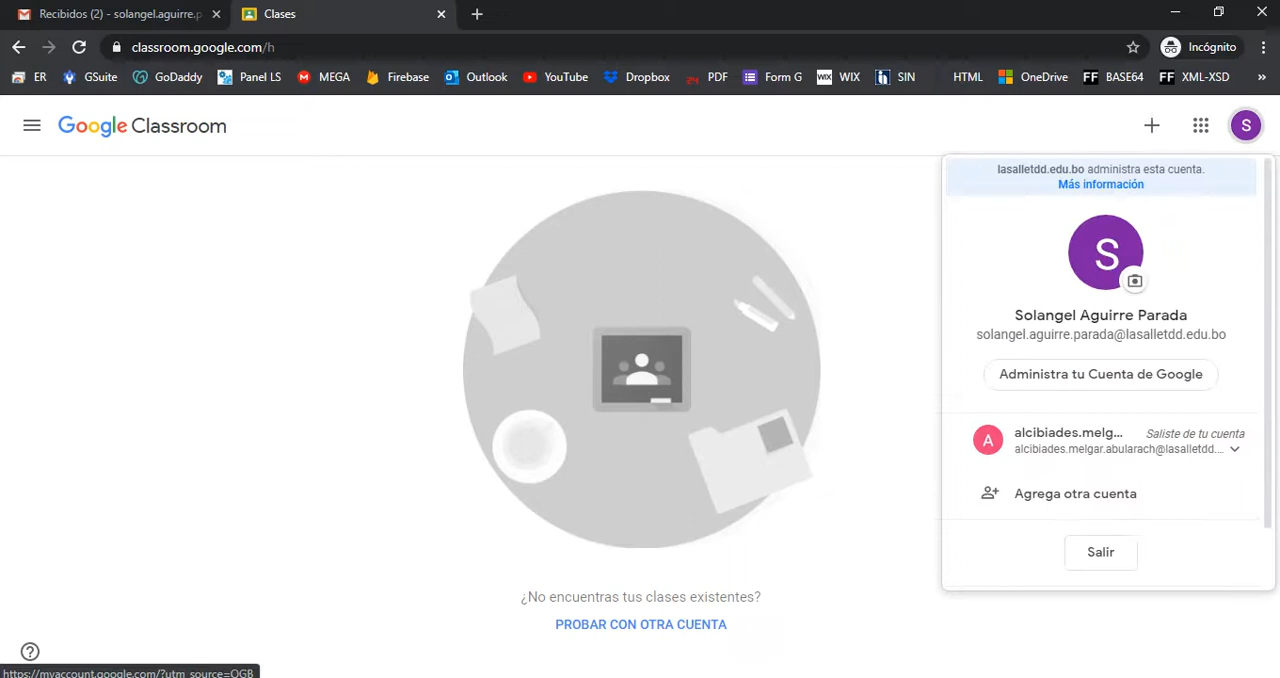 Recibidos (2) - solangel.aguirre.p
Clases
classroom.google.com/h
Incógnito
ER
GSuite
GoDaddy
Panel LS
MEGA
Firebase
Outlook
YouTube
Dropbox
24
PDF
Form G
WIX
WIX
SIN
HTML
OneDrive
FF
BASE64
FF
XML-XSD
»
Google Classroom
S
lasalletdd.edu.bo administra esta cuenta.
Más información
S
Solangel Aguirre Parada
solangel.aguirre.parada@lasalletdd.edu.bo
Administra tu Cuenta de Google
A
alcibiades.melg...
Saliste de tu cuenta
alcibiades.melgar.abularach@lasalletdd....
Agrega otra cuenta
Salir
¿No encuentras tus clases existentes?
PROBAR CON OTRA CUENTA
https://myaccount.google.com/?utm_source=OGB